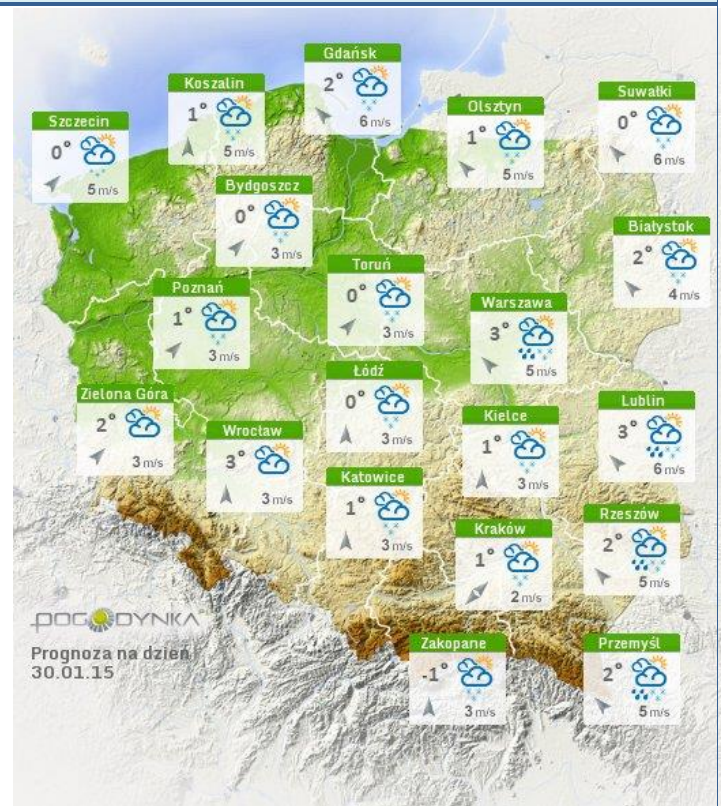 Gdańsk
2°
6 m/s
Koszalin
1°
5 m/s
Suwałki
0°
6 m/s
Olsztyn
1°
5 m/s
Szczecin
0°
5 m/s
Bydgoszcz
0°
3 m/s
Białystok
2°
4 m/s
Toruń
0°
3 m/s
Poznań
1°
3 m/s
Warszawa
3°
5 m/s
Łódź
0°
3 m/s
Zielona Góra
2°
3 m/s
Lublin
3°
6 m/s
Kielce
1°
3 m/s
Wrocław
3°
3 m/s
Katowice
1°
3 m/s
Rzeszów
2°
5 m/s
Kraków
1°
2 m/s
POGODYNKA
Prognoza na dzień
30.01.15
Zakopane
-1°
3 m/s
Przemyśl
2°
5 m/s